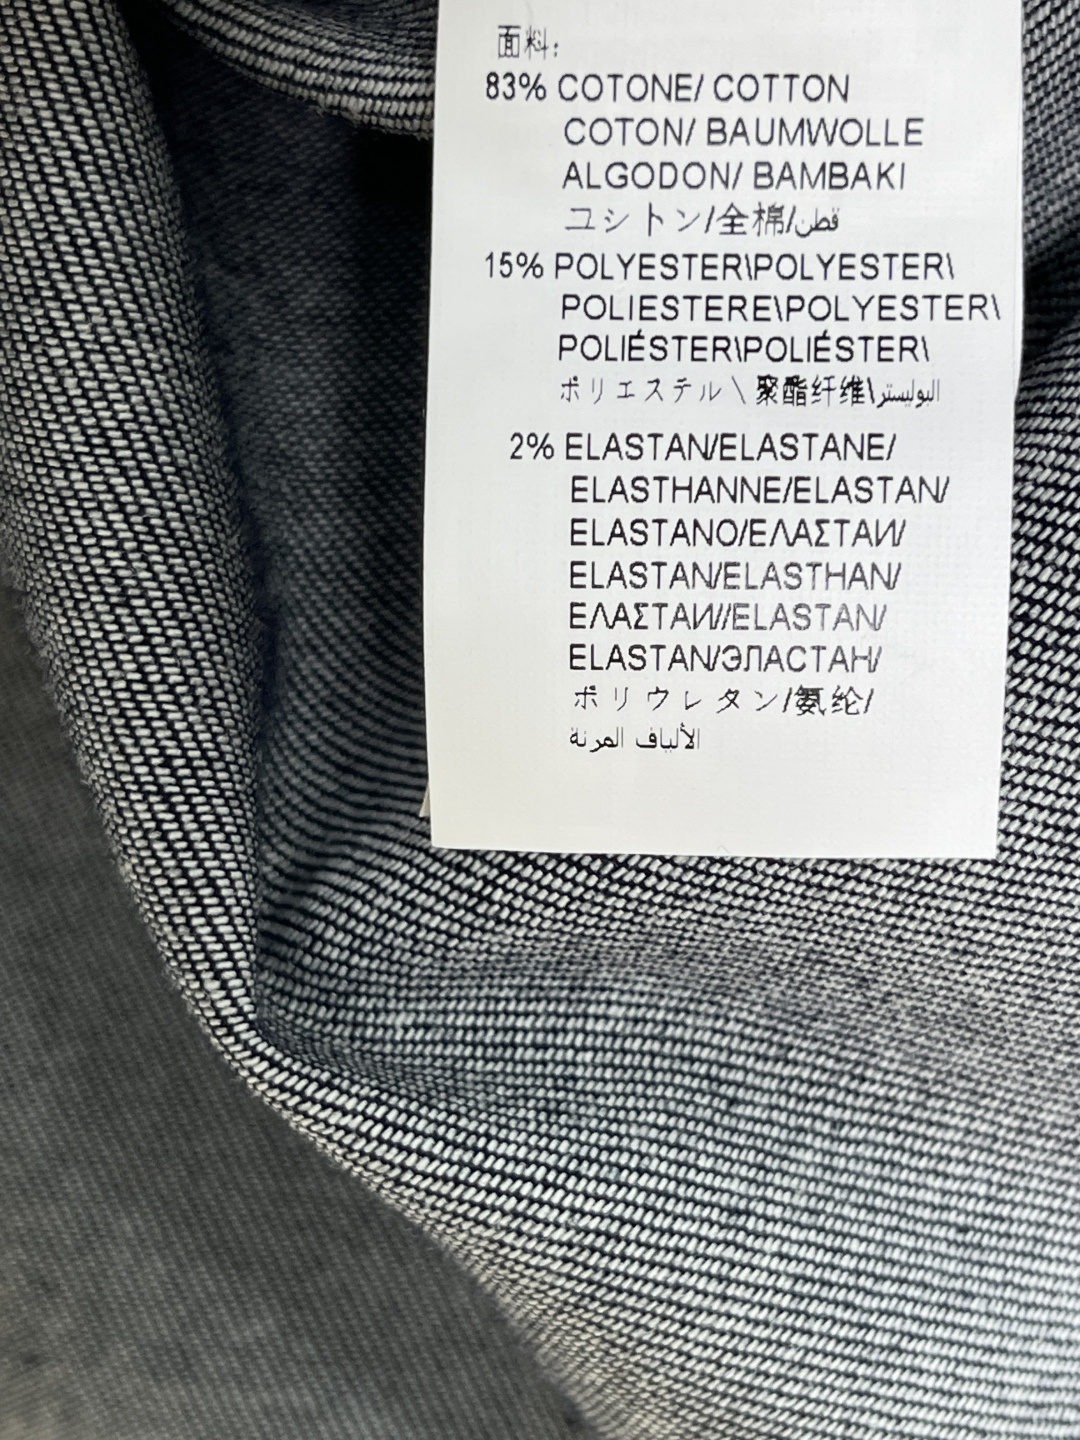 面料:
83% COTONE/ COTTON
COTON/ BAUMWOLLE
ALGODON/ BAMBAKI
ユシトン/全棉/قطن
15% POLYESTER\POLYESTER\
POLIESTERE\POLYESTER\
POLIÉSTER\POLIÉSTER\
ポリエステル \ 聚酯纤维\البوليستر
2% ELASTAN/ELASTANE/
ELASTHANNE/ELASTAN/
ELASTANO/ΕΛΑΣΤΑИ/
ELASTAN/ELASTHAN/
ΕΛΑΣΤΑИ//ELASTAN/
ELASTAN/ЭЛАСТАН/
ポリウレタン/氨纶/
الألياف المرنة